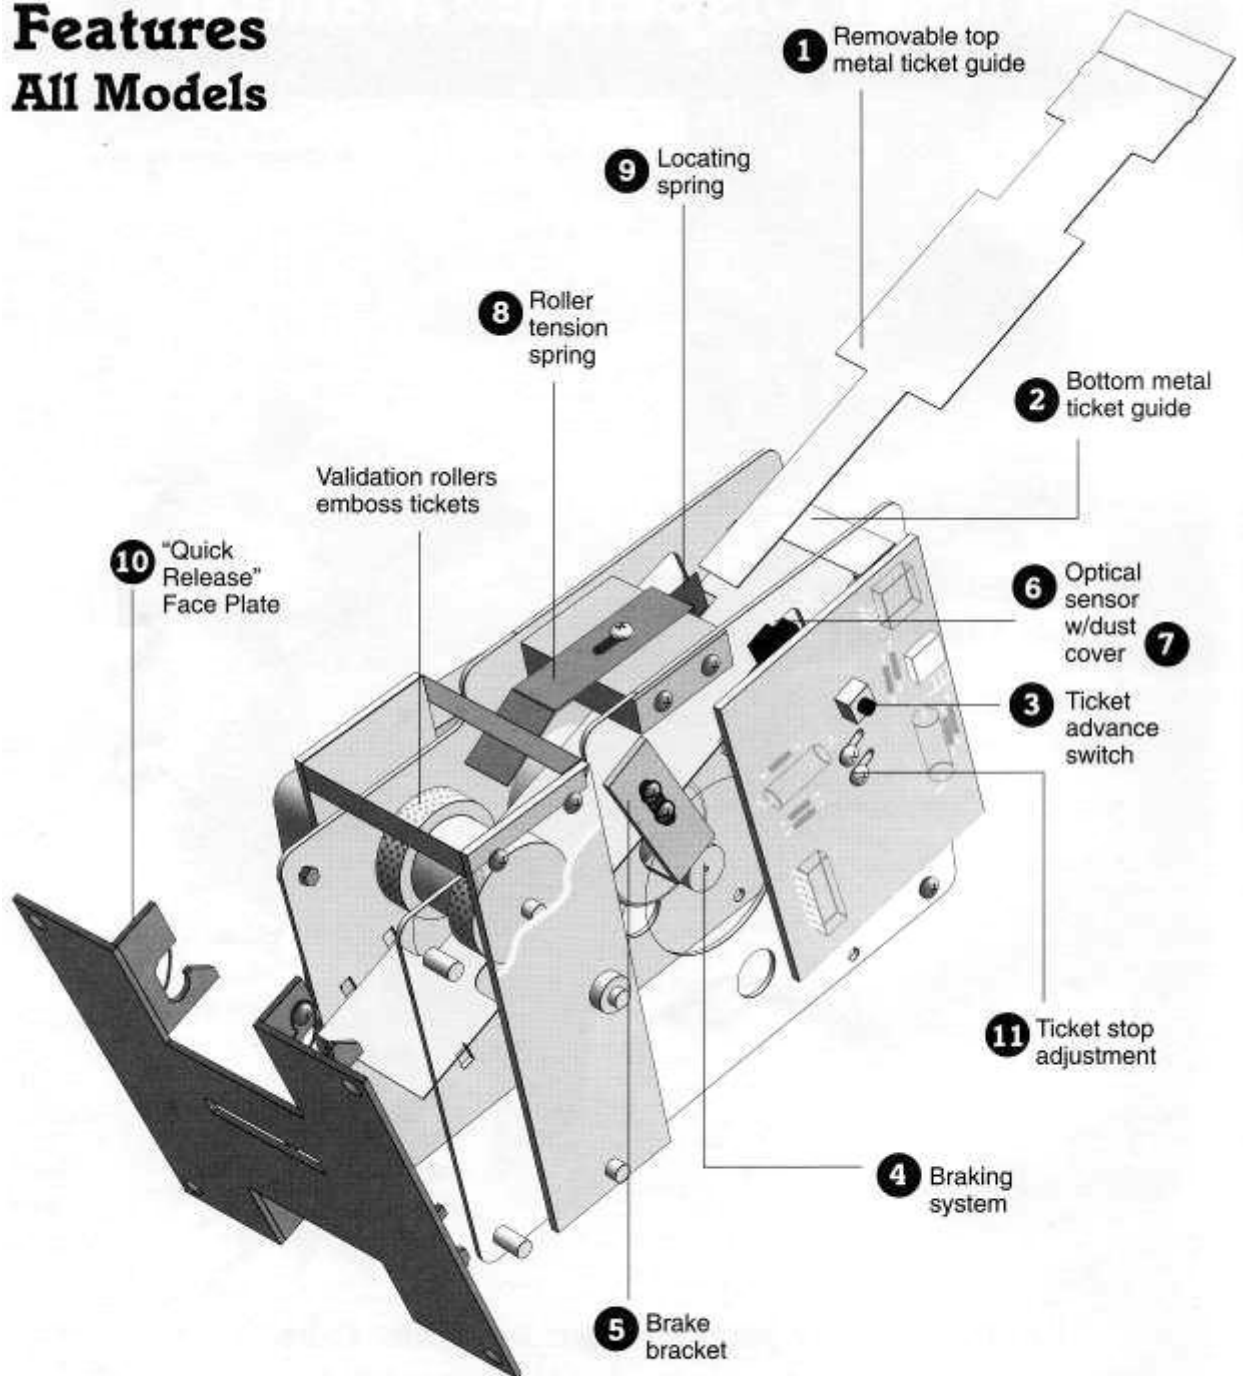 Features
All Models
1 Removable top
metal ticket guide
9 Locating
spring
8 Roller
tension
spring
2 Bottom metal
ticket guide
Validation rollers
emboss tickets
10 "Quick
Release"
Face Plate
6 Optical
sensor
w/dust
cover 7
3 Ticket
advance
switch
11 Ticket stop
adjustment
4 Braking
system
5 Brake
bracket